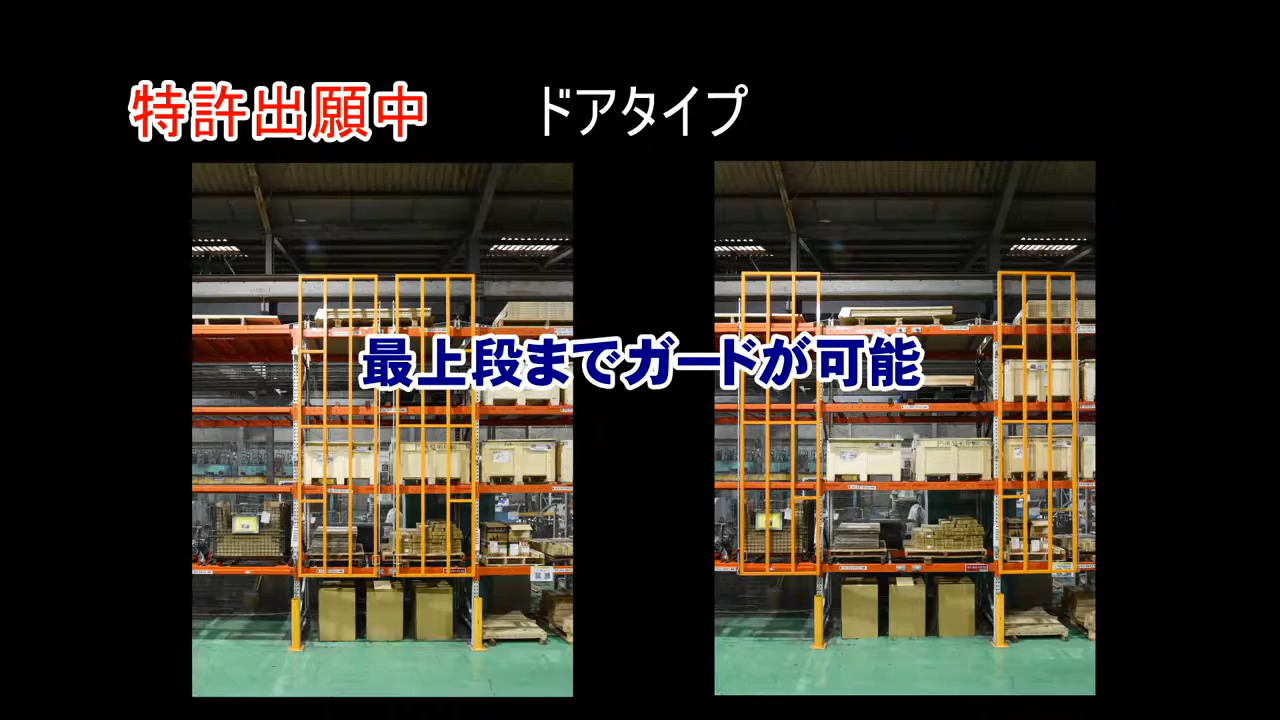 特許出願中
ドアタイプ
最上段までガードが可能